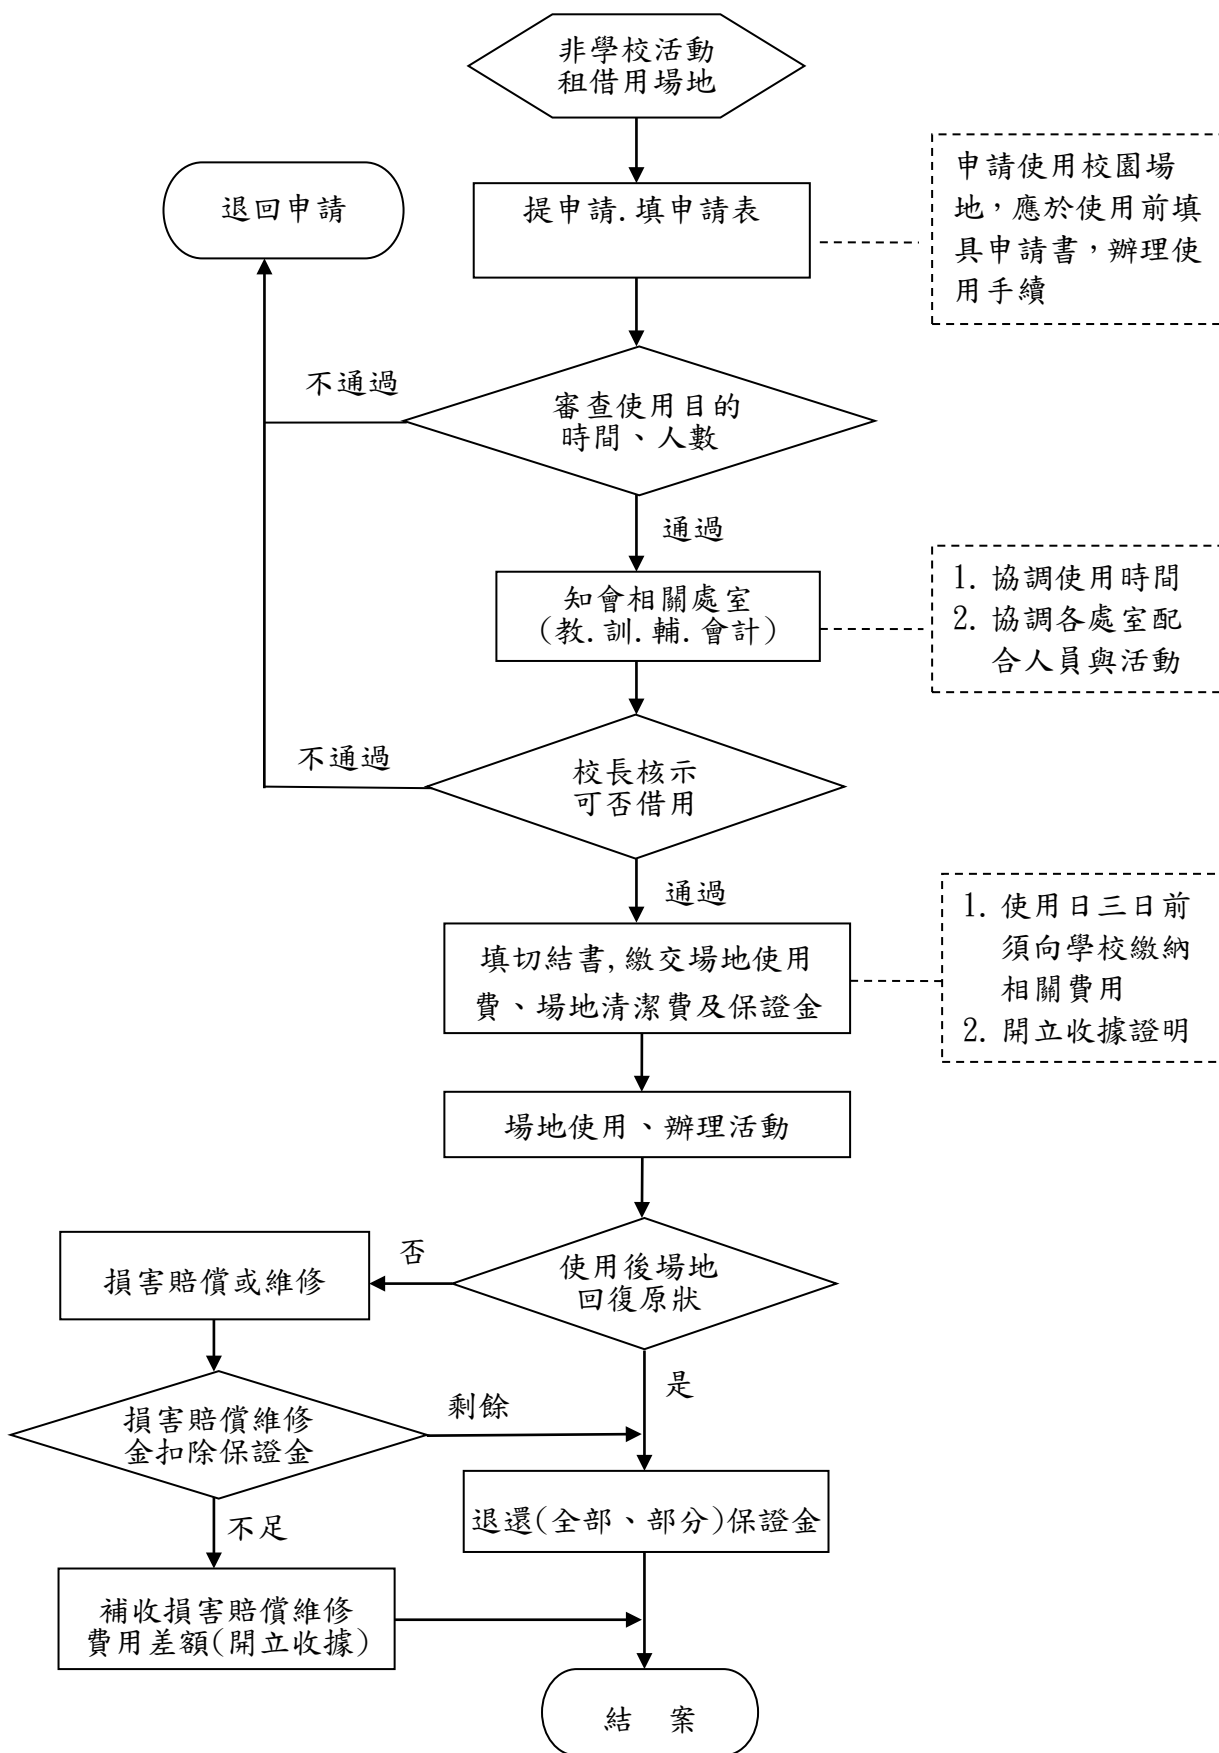 非學校活動
租借用場地
提申請.填申請表
申請使用校園場
地，應於使用前填
具申請書，辦理使
用手續
退回申請
不通過
審查使用目的
時間、人數
通過
知會相關處室
(教.訓.輔.會計)
1. 協調使用時間
2. 協調各處室配
合人員與活動
不通過
校長核示
可否借用
通過
填切結書,繳交場地使用
費、場地清潔費及保證金
1. 使用日三日前
須向學校繳納
相關費用
2. 開立收據證明
場地使用、辦理活動
使用後場地
回復原狀
否
損害賠償或維修
是
損害賠償維修
金扣除保證金
剩餘
退還(全部、部分)保證金
不足
補收損害賠償維修
費用差額(開立收據)
結 案